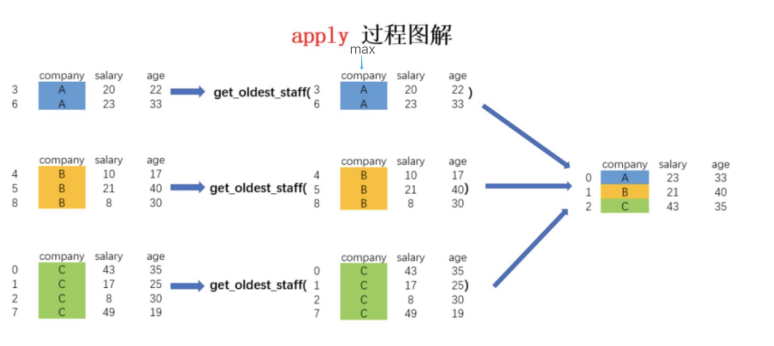 apply 过程图解
max
company salary age
3 A 20 22
6 A 23 33
get_oldest_staff(
company salary age
3 A 20 22 )
6 A 23 33
company salary age
4 B 10 17
5 B 21 40
8 B 8 30
get_oldest_staff(
company salary age
4 B 10 17
5 B 21 40)
8 B 8 30
company salary age
0 C 43 35
1 C 17 25
2 C 8 30
7 C 49 19
get_oldest_staff(
company salary age
0 C 43 35
1 C 17 25)
2 C 8 30
7 C 49 19
company salary age
0 A 23 33
1 B 21 40
2 C 43 35